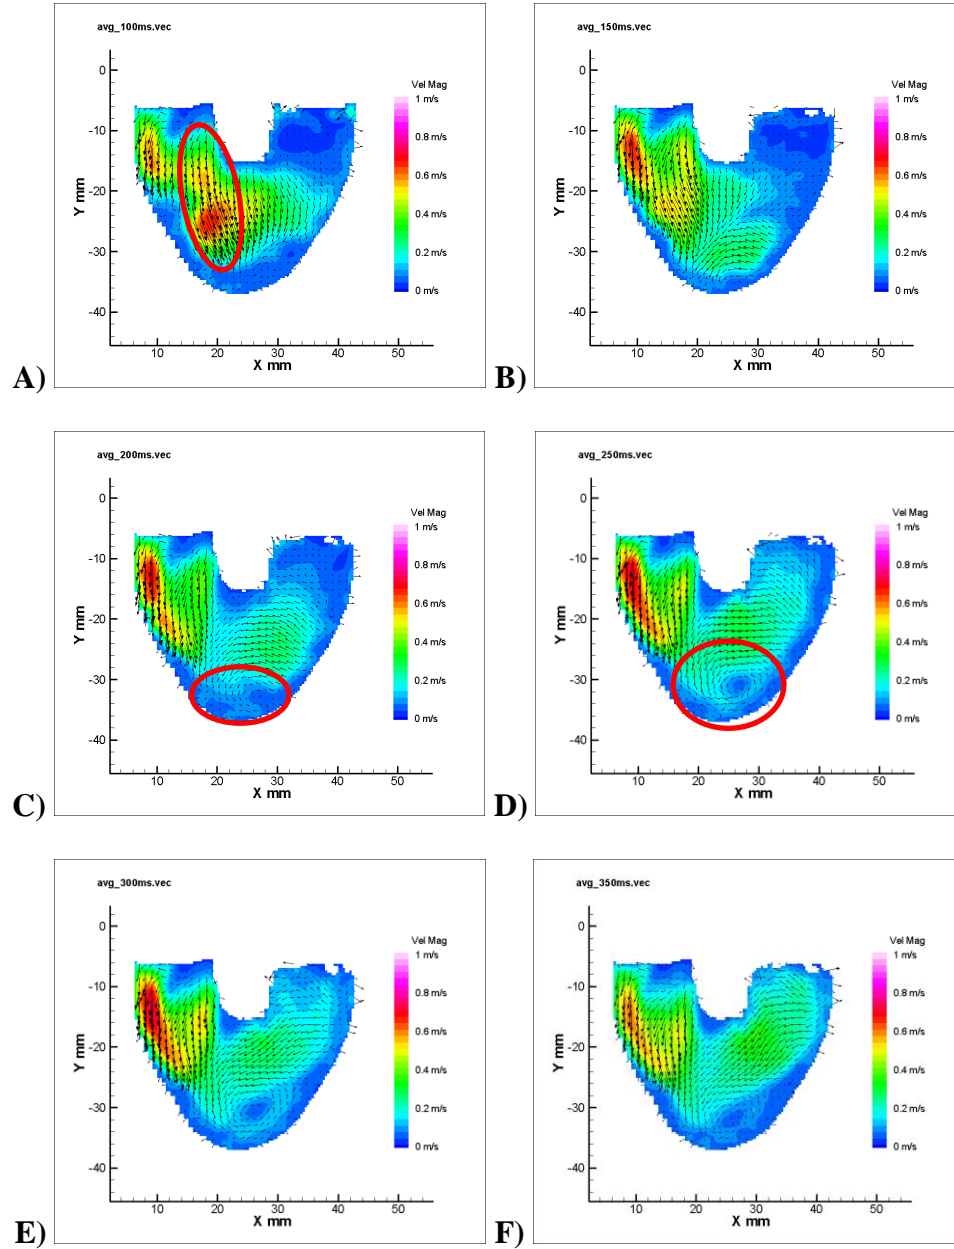 avg_100ms.vec
Vel Mag
1 m/s
0.8 m/s
0.6 m/s
0.4 m/s
0.2 m/s
0 m/s
0
-10
-20
-30
-40
Y mm
10 20 30 40 50
X mm
A)
avg_150ms.vec
Vel Mag
1 m/s
0.8 m/s
0.6 m/s
0.4 m/s
0.2 m/s
0 m/s
0
-10
-20
-30
-40
Y mm
10 20 30 40 50
X mm
B)
avg_200ms.vec
Vel Mag
1 m/s
0.8 m/s
0.6 m/s
0.4 m/s
0.2 m/s
0 m/s
0
-10
-20
-30
-40
Y mm
10 20 30 40 50
X mm
C)
avg_250ms.vec
Vel Mag
1 m/s
0.8 m/s
0.6 m/s
0.4 m/s
0.2 m/s
0 m/s
0
-10
-20
-30
-40
Y mm
10 20 30 40 50
X mm
D)
avg_300ms.vec
Vel Mag
1 m/s
0.8 m/s
0.6 m/s
0.4 m/s
0.2 m/s
0 m/s
0
-10
-20
-30
-40
Y mm
10 20 30 40 50
X mm
E)
avg_350ms.vec
Vel Mag
1 m/s
0.8 m/s
0.6 m/s
0.4 m/s
0.2 m/s
0 m/s
0
-10
-20
-30
-40
Y mm
10 20 30 40 50
X mm
F)